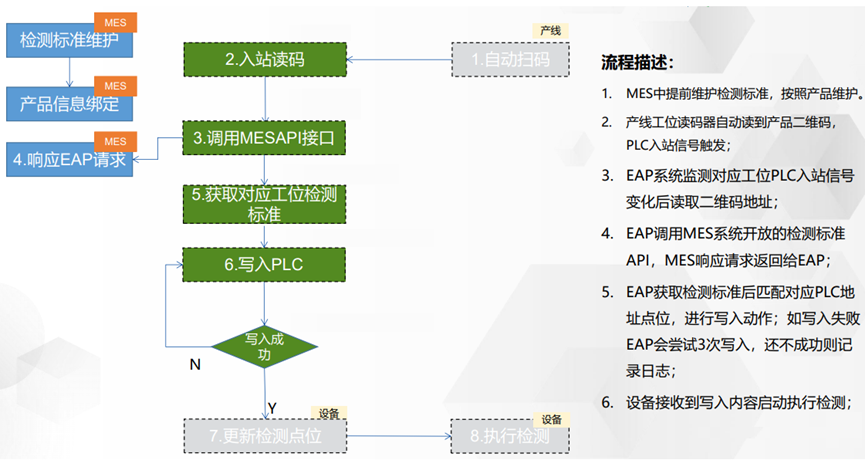 MES
检测标准维护
MES
产品信息绑定
MES
4.响应EAP请求
产线
1.自动扫码
2.入站读码
3.调用MESAPI接口
5.获取对应工位检测
标准
6.写入PLC
写入成
功
N
Y
设备
7.更新检测点位
设备
8.执行检测
流程描述：
1. MES中提前维护检测标准，按照产品维护。
2. 产线工位读码器自动读到产品二维码，
PLC入站信号触发；
3. EAP系统监测对应工位PLC入站信号
变化后读取二维码地址；
4. EAP调用MES系统开放的检测标准
API，MES响应请求返回给EAP；
5. EAP获取检测标准后匹配对应PLC地
址点位，进行写入动作；如写入失败
EAP会尝试3次写入，还不成功则记
录日志；
6. 设备接收到写入内容启动执行检测；